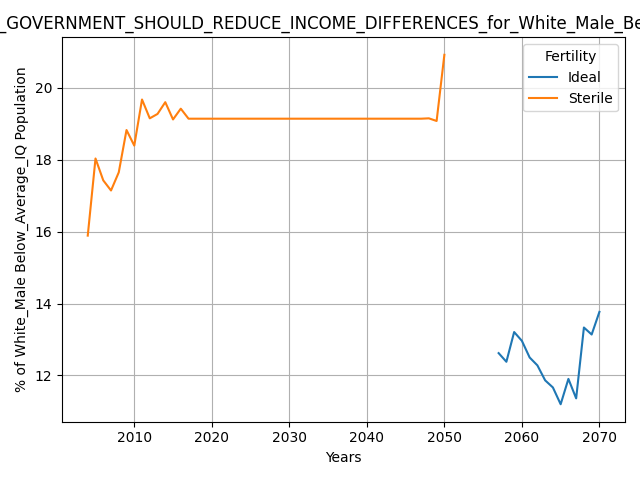 _GOVERNMENT_SHOULD_REDUCE_INCOME_DIFFERENCES_for_White_Male_Be
Fertility
Ideal
Sterile
% of White_Male Below_Average_IQ Population
20
18
16
14
12
2010 2020 2030 2040 2050 2060 2070
Years